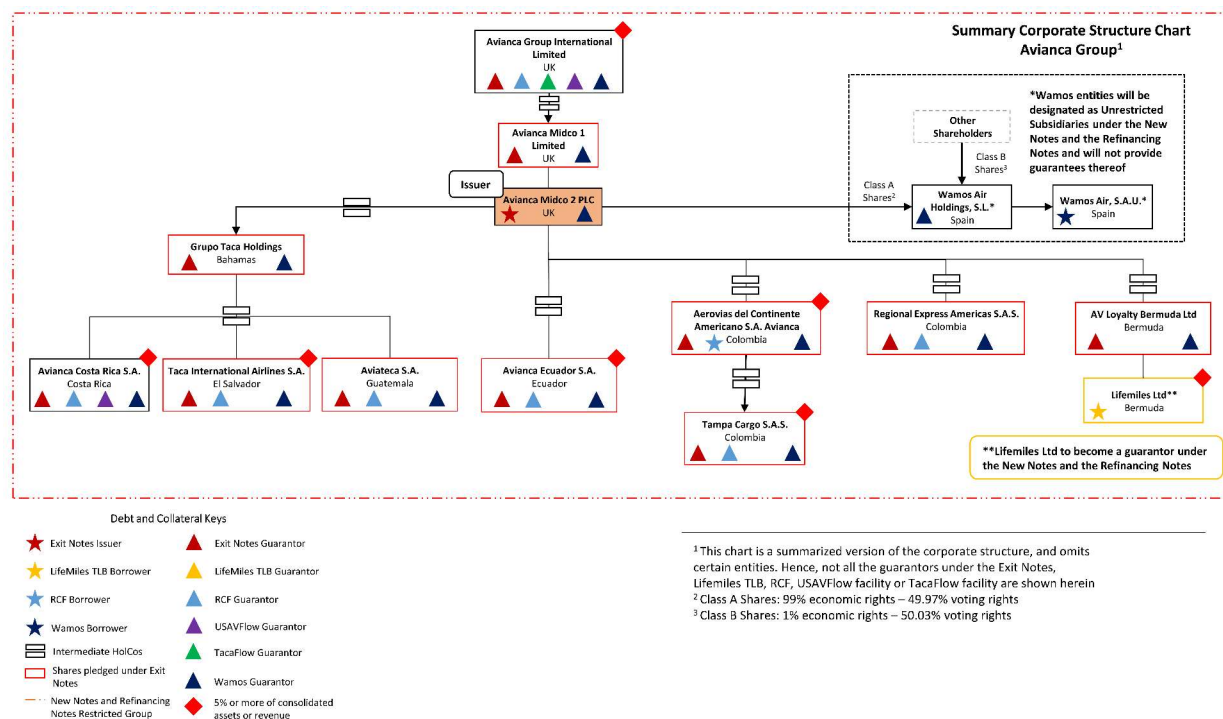 Summary Corporate Structure Chart
Avianca Group1
Avianca Group International
Limited
UK
Avianca Midco 1
Limited
UK
Issuer
Avianca Midco 2 PLC
UK
*Wamos entities will be
designated as Unrestricted
Subsidiaries under the New
Notes and the Refinancing
Notes and will not provide
guarantees thereof
Other
Shareholders
Class B
Shares3
Class A
Shares2
Wamos Air
Holdings, S.L.*
Spain
Wamos Air, S.A.U.*
Spain
Grupo Taca Holdings
Bahamas
Avianca Costa Rica S.A.
Costa Rica
Taca International Airlines S.A.
El Salvador
Aviateca S.A.
Guatemala
Avianca Ecuador S.A.
Ecuador
Aerovias del Continente
Americano S.A. Avianca
Colombia
Tampa Cargo S.A.S.
Colombia
Regional Express Americas S.A.S.
Colombia
AV Loyalty Bermuda Ltd
Bermuda
Lifemiles Ltd**
Bermuda
**Lifemiles Ltd to become a guarantor under
the New Notes and the Refinancing Notes
Debt and Collateral Keys
Exit Notes Issuer
LifeMiles TLB Borrower
RCF Borrower
Wamos Borrower
Intermediate HolCos
Shares pledged under Exit
Notes
New Notes and Refinancing
Notes Restricted Group
Exit Notes Guarantor
LifeMiles TLB Guarantor
RCF Guarantor
USAVFlow Guarantor
TacaFlow Guarantor
Wamos Guarantor
5% or more of consolidated
assets or revenue
1 This chart is a summarized version of the corporate structure, and omits
certain entities. Hence, not all the guarantors under the Exit Notes,
Lifemiles TLB, RCF, USAVFlow facility or TacaFlow facility are shown herein
2 Class A Shares: 99% economic rights – 49.97% voting rights
3 Class B Shares: 1% economic rights – 50.03% voting rights